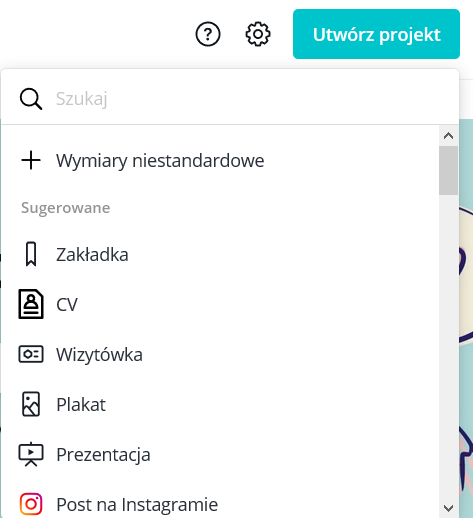 Utwórz projekt
Szukaj
Wymiary niestandardowe
Sugerowane
Zakładka
CV
Wizytówka
Plakat
Prezentacja
Post na Instagramie